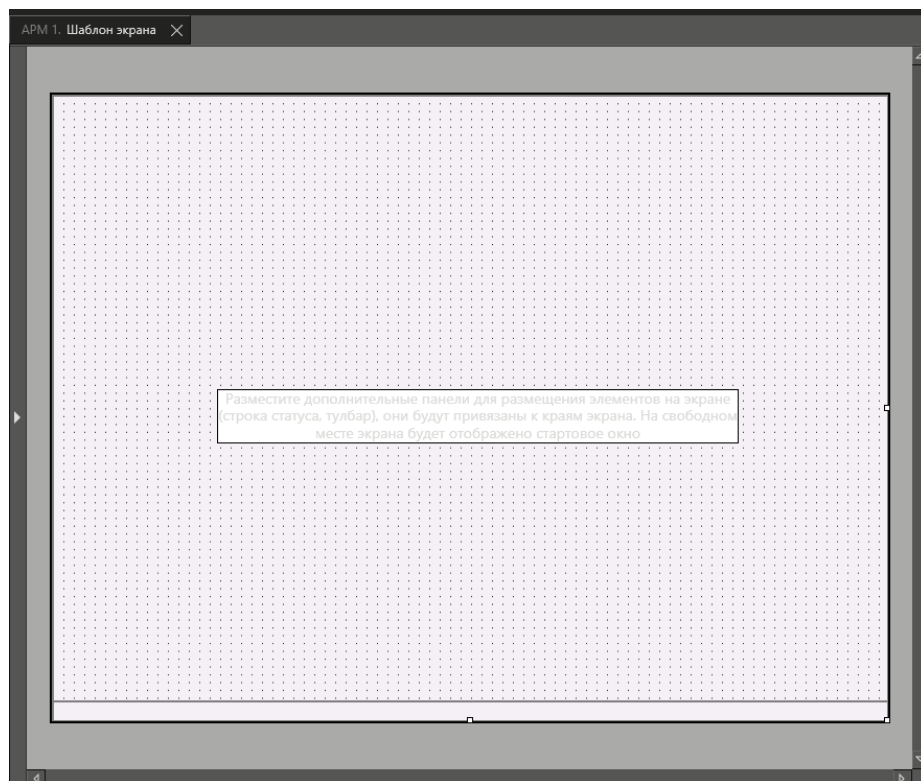 АРМ 1. Шаблон экрана
Разместите дополнительные панели для размещения элементов на экране
(строка статуса, тулбар), они будут привязаны к краям экрана. На свободном
месте экрана будет отображено стартовое окно